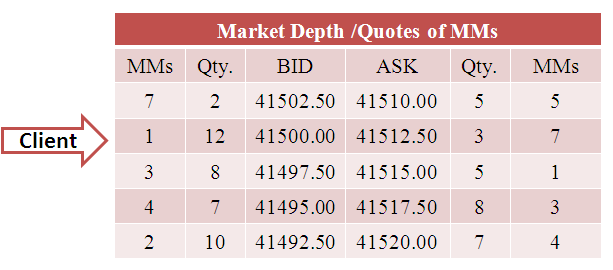 Market Depth /Quotes of MMs
MMs Qty. BID ASK Qty. MMs
7 2 41502.50 41510.00 5 5
Client
1 12 41500.00 41512.50 3 7
3 8 41497.50 41515.00 5 1
4 7 41495.00 41517.50 8 3
2 10 41492.50 41520.00 7 4